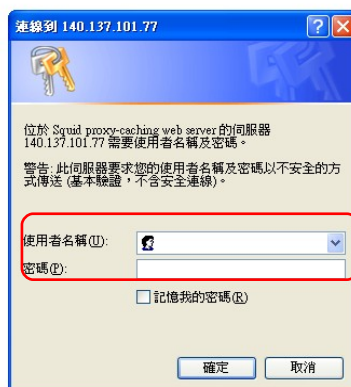 連線到 140.137.101.77
位於 Squid proxy-caching web server 的伺服器
140.137.101.77 需要使用者名稱及密碼。
警告: 此伺服器要求您的使用者名稱及密碼以不安全的方
式傳送 (基本驗證，不含安全連線)。
使用者名稱(U):
密碼(P):
記憶我的密碼(R)
確定 取消